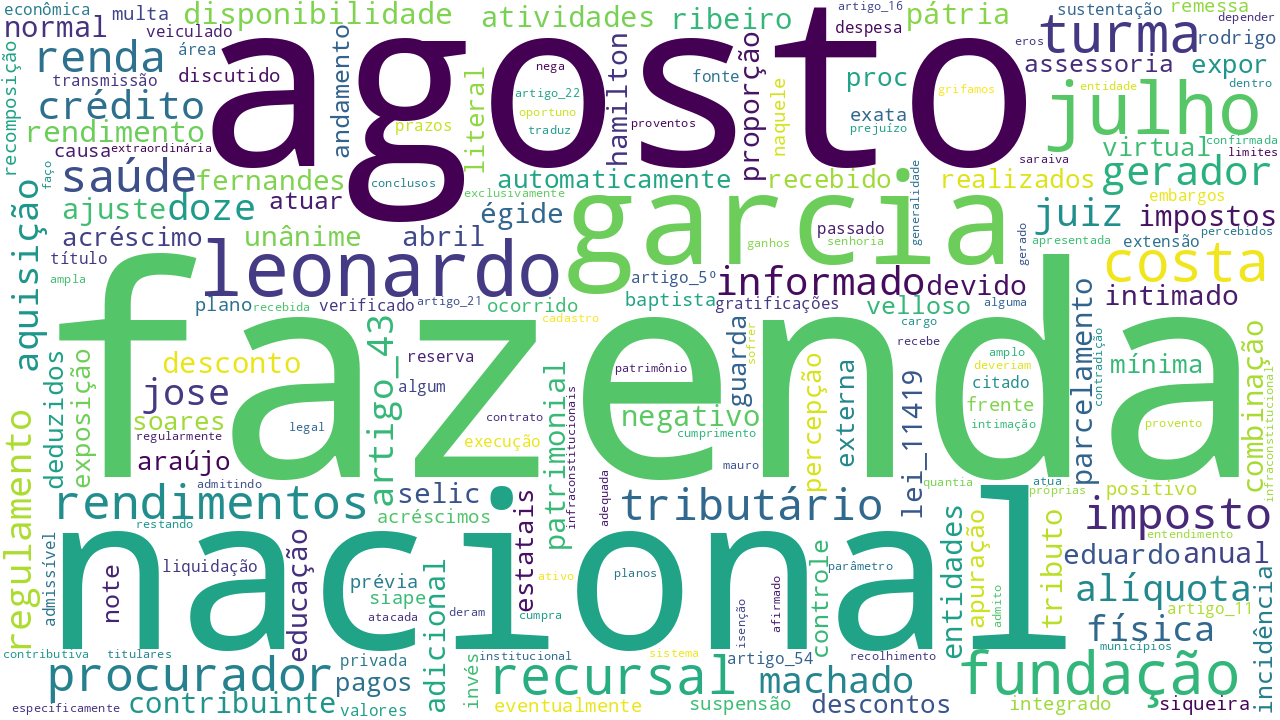 econômica
multa
disponibilidade
atividades
ribeiro
artigo_16
pátria
sustentação
remessa
normal
veiculado
agosto
despesa
turma
depender
rodrigo
renda
área
andamento
hamilton
nega
fonte
proporção
eros
assessoria
expor
recomposição
transmissão
discutido
literal
artigo_22
proc
grifamos
entidade
dentro
crédito
prazos
oportuno
traduz
proventos
naquele
exata
prejuízo
julho
rendimento
causa
extraordinária
virtual
confirmada
limites
faço
saúde
fernandes
conclusos
exclusivamente
automaticamente
recebido
saraiva
realizados
gerador
embargos
ajuste
doze
atuar
égide
garcia
passado
generalidade
juiz
impostos
aquisição
acréscimo
unânime
abril
ganhos
senhoria
gerado
apresentada
extensão
percebidos
título
leonardo
artigo_5º
informado
devido
costa
ampla
plano
recebida
verificado
artigo_21
ocorrido
baptista
gratificações
velloso
alguma
intimado
fazenda
cadastro
cargo
desconto
artigo_43
reserva
guarda
sofrer
recebe
amplo
deveriam
parcelamento
contradição
mínima
combinação
infraconstitucional
deduzidos
exposição
jose
algum
patrimônio
percepção
externa
lei_11419
citado
frente
soares
regularmente
legal
contrato
negativo
cumprimento
intimação
provento
regulamento
araújo
execução
patrimonial
infraconstitucionais
mauro
admitindo
adequada
quantia
atua
próprias
positivo
rendimentos
selic
acréscimos
estatais
tributário
imposto
restando
nacional
entendimento
admissível
note
liquidação
educação
prévia
siape
adicional
ativo
planos
isenção
afirmado
controle
parâmetro
entidades
apuração
admito
tributo
eduardo
anual
alíquota
artigo_11
incidência
atacada
deram
cumpra
física
contributiva
titulares
privada
institucional
sistema
artigo_54
recolhimento
municípios
procurador
pagos
invés
recursal
machado
fundação
especificamente
contribuinte
valores
eventualmente
suspensão
descontos
integrado
siqueira